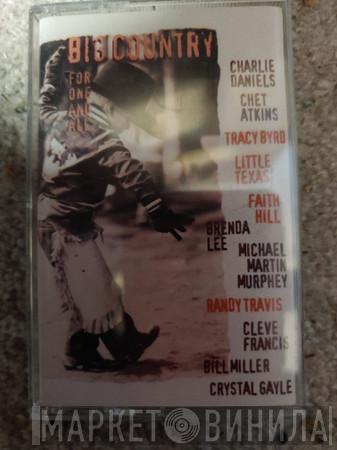 BIG COUNTRY
FOR
ONE
AND
ALL
CHARLIE
DANIELS
CHET
ATKINS
TRACY BYRD
LITTLE
TEXAS
FAITH
HILL
BRENDA
LEE
MICHAEL
MARTIN
MURPHEY
RANDY TRAVIS
CLEVE
FRANCIS
BILL MILLER
CRYSTAL GAYLE
МАРКЕТ ВИНИЛА